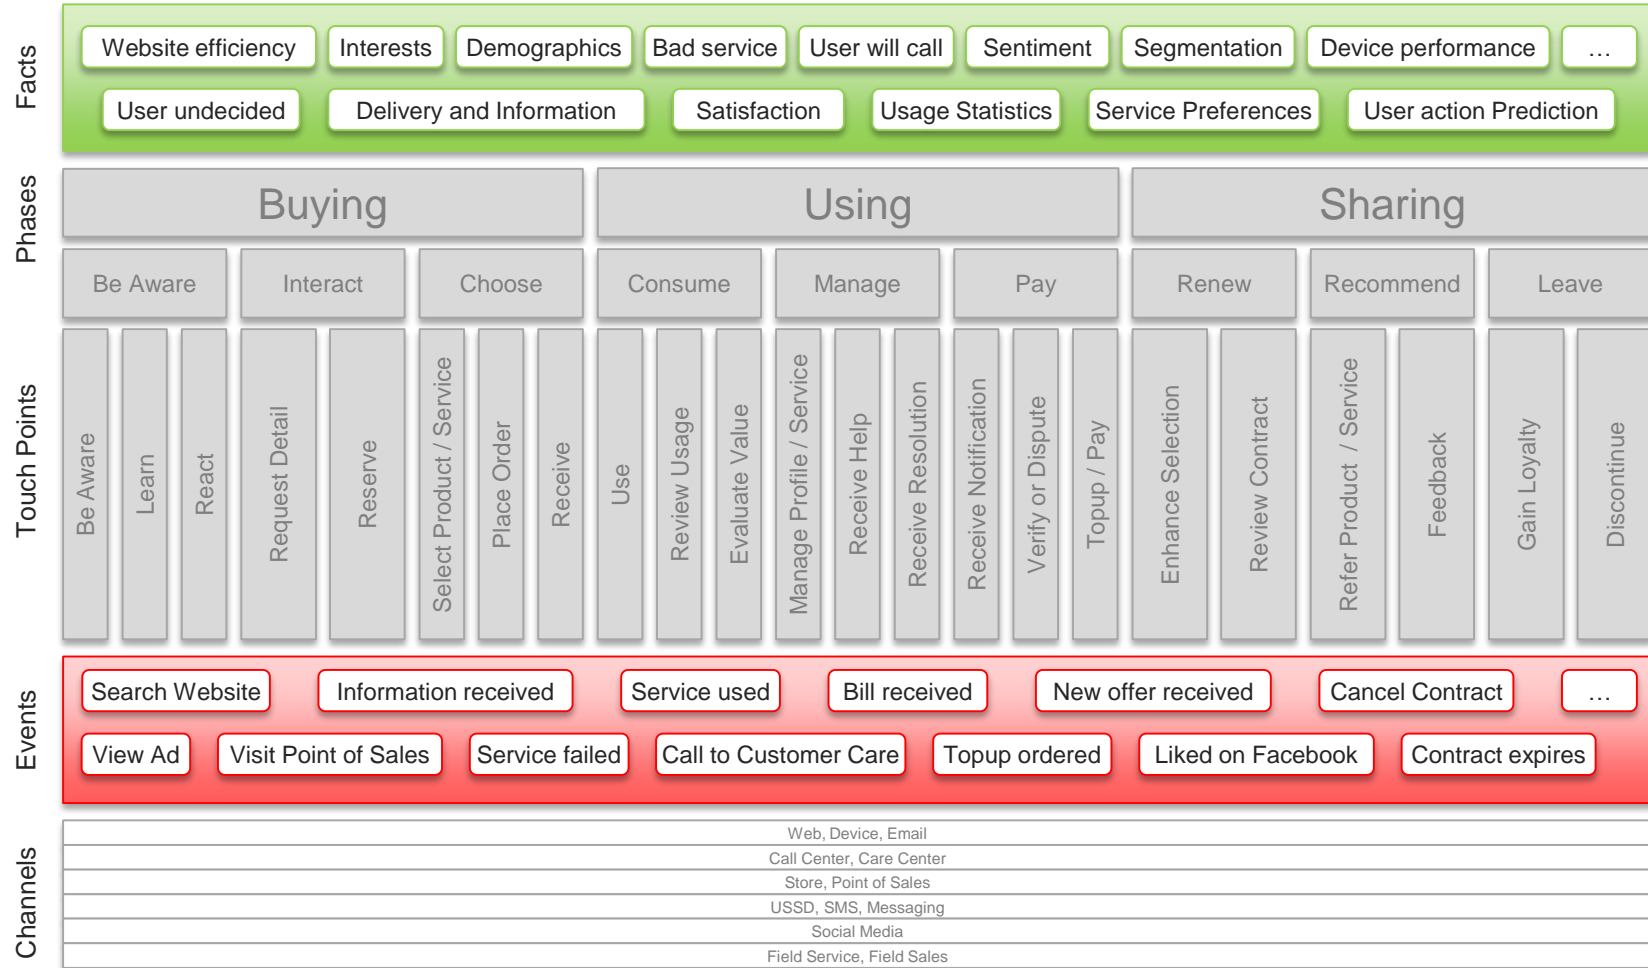 Facts
Website efficiency
Interests
Demographics
Bad service
User will call
Sentiment
Segmentation
Device performance
...
User undecided
Delivery and Information
Satisfaction
Usage Statistics
Service Preferences
User action Prediction
Phases
Buying
Using
Sharing
Be Aware
Interact
Choose
Consume
Manage
Pay
Renew
Recommend
Leave
Touch Points
Be Aware
Learn
React
Request Detail
Reserve
Select Product / Service
Place Order
Receive
Use
Review Usage
Evaluate Value
Manage Profile / Service
Receive Help
Receive Resolution
Receive Notification
Verify or Dispute
Topup / Pay
Enhance Selection
Review Contract
Refer Product / Service
Feedback
Gain Loyalty
Discontinue
Events
Search Website
Information received
Service used
Bill received
New offer received
Cancel Contract
...
View Ad
Visit Point of Sales
Service failed
Call to Customer Care
Topup ordered
Liked on Facebook
Contract expires
Channels
Web, Device, Email
Call Center, Care Center
Store, Point of Sales
USSD, SMS, Messaging
Social Media
Field Service, Field Sales